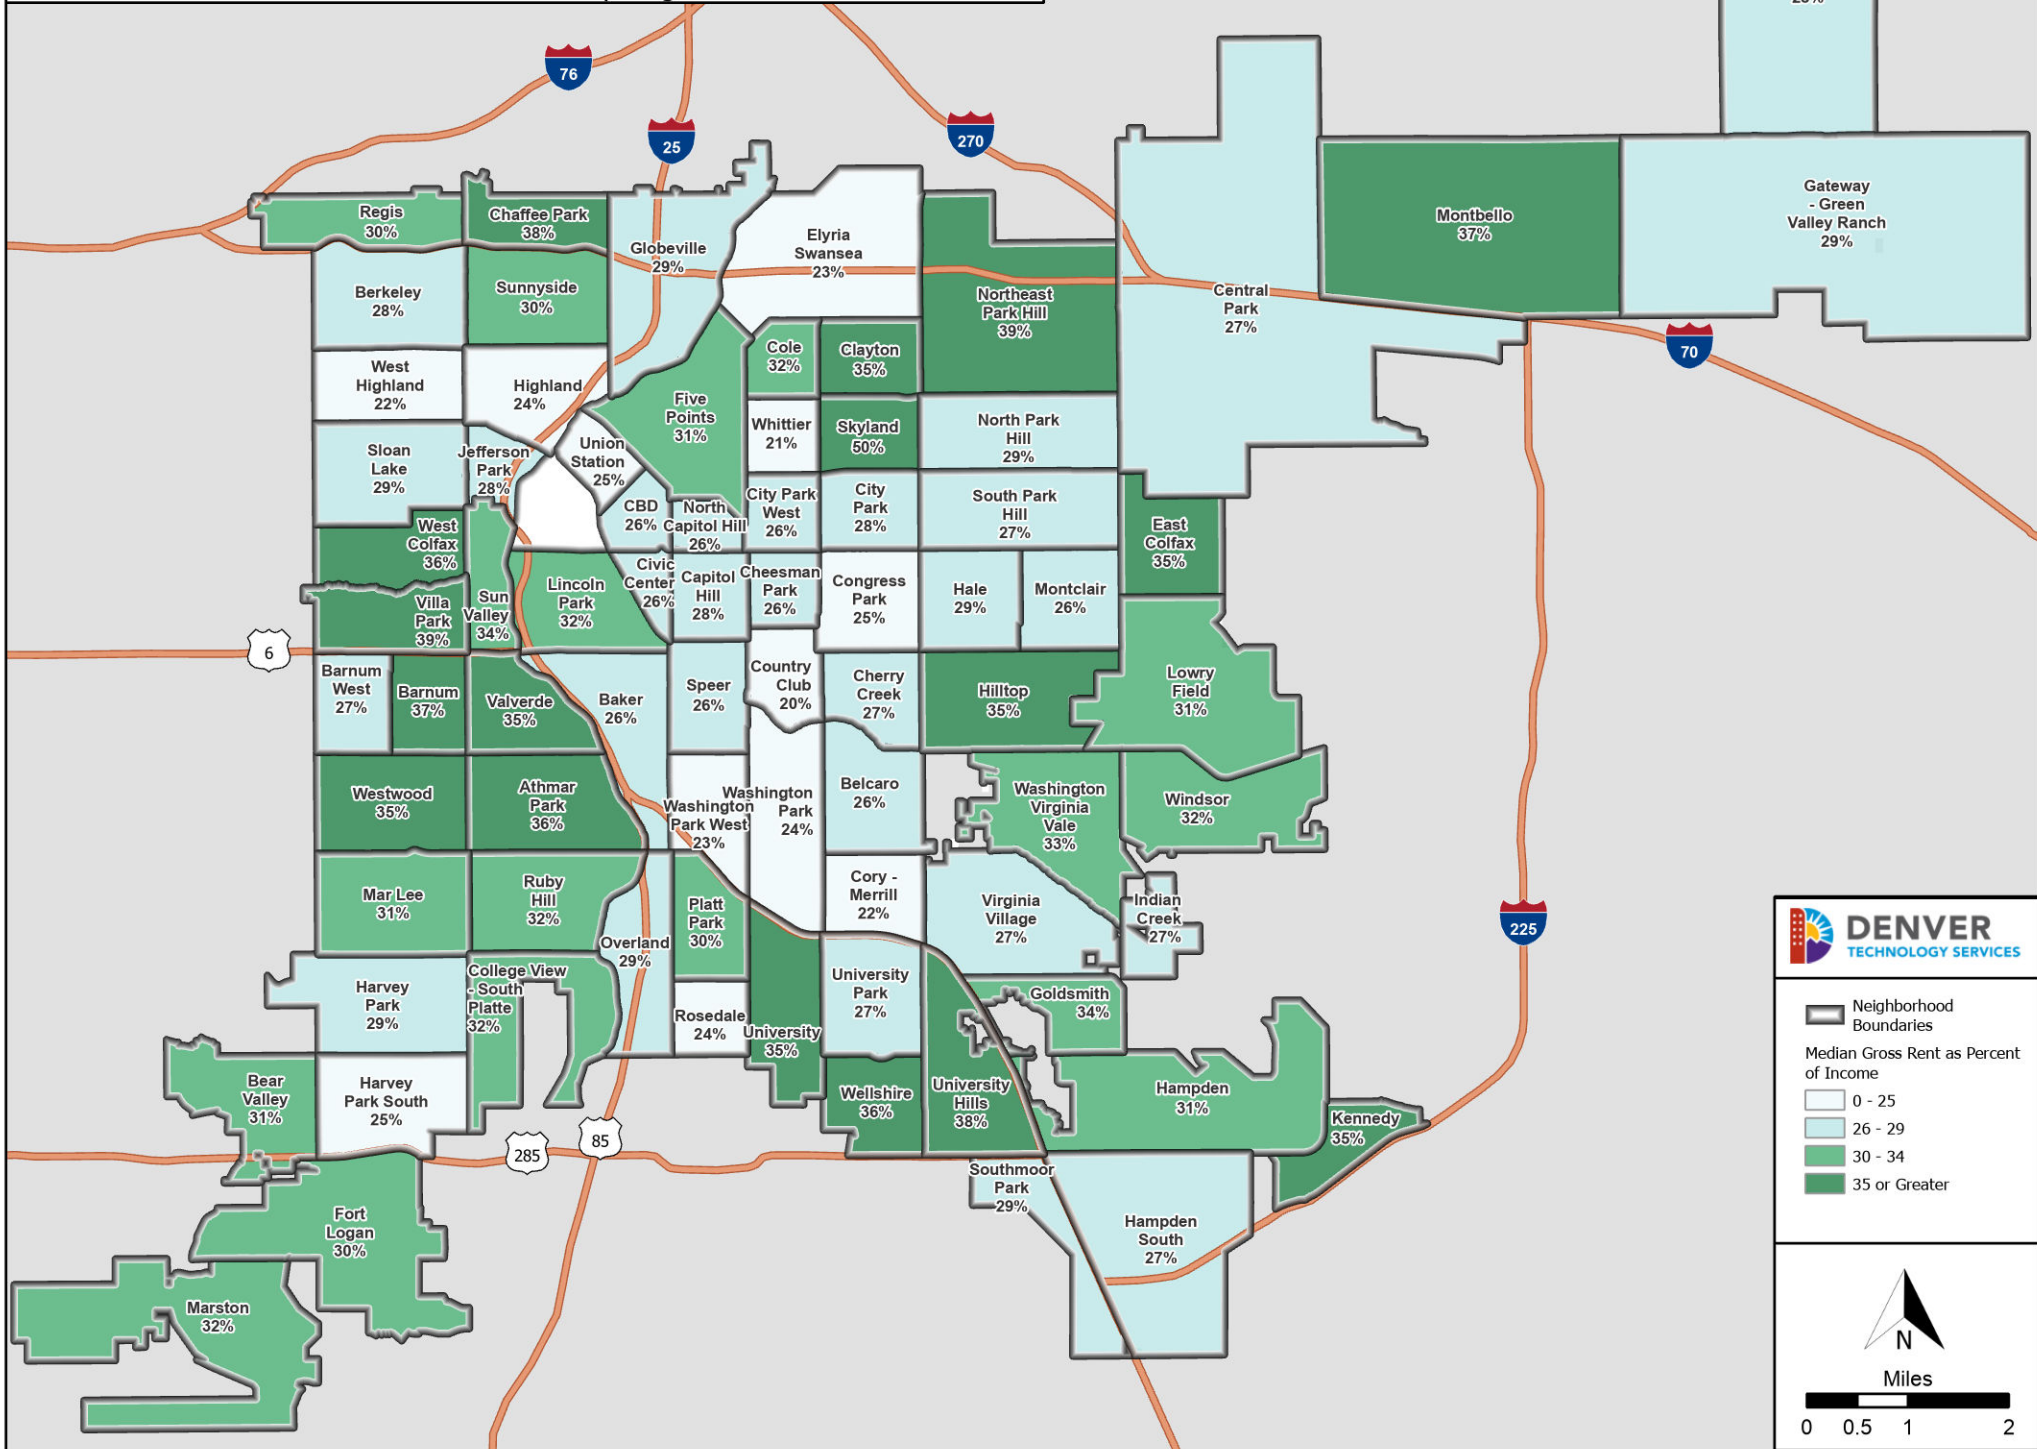 76
25
270
Regis
30%
Chaffee Park
38%
Globeville
29%
Elyria
Swansea
23%
Montbello
37%
Gateway
- Green
Valley Ranch
29%
Berkeley
28%
Sunnyside
30%
Northeast
Park Hill
39%
Central
Park
27%
70
West
Highland
22%
Highland
24%
Five
Points
31%
Cole
32%
Clayton
35%
Whittier
21%
Skyland
50%
North Park
Hill
29%
Sloan
Lake
29%
Jefferson
Park
28%
Union
Station
25%
CBD
26%
North
Capitol Hill
26%
City Park
West
26%
City
Park
28%
South Park
Hill
27%
East
Colfax
35%
West
Colfax
36%
Villa
Park
39%
Sun
Valley
34%
Lincoln
Park
32%
Civic
Center
26%
Capitol
Hill
28%
Cheesman
Park
26%
Congress
Park
25%
Hale
29%
Montclair
26%
6
Barnum
West
27%
Barnum
37%
Valverde
35%
Baker
26%
Speer
26%
Country
Club
20%
Cherry
Creek
27%
Hilltop
35%
Lowry
Field
31%
Westwood
35%
Athmar
Park
36%
Washington
Park West
23%
Washington
Park
24%
Belcaro
26%
Washington
Virginia
Vale
33%
Windsor
32%
Mar Lee
31%
Ruby
Hill
32%
Overland
29%
Platt
Park
30%
Cory -
Merrill
22%
Virginia
Village
27%
Indian
Creek
27%
225
Harvey
Park
29%
College View
- South
Platte
32%
Rosedale
24%
University
35%
University
Park
27%
Goldsmith
34%
Bear
Valley
31%
Harvey
Park South
25%
Wellshire
36%
University
Hills
38%
Hampden
31%
Kennedy
35%
285
85
Southmoor
Park
29%
Hampden
South
27%
Fort
Logan
30%
Marston
32%
DENVER
TECHNOLOGY SERVICES
Neighborhood
Boundaries
Median Gross Rent as Percent
of Income
0 - 25
26 - 29
30 - 34
35 or Greater
N
Miles
0 0.5 1 2